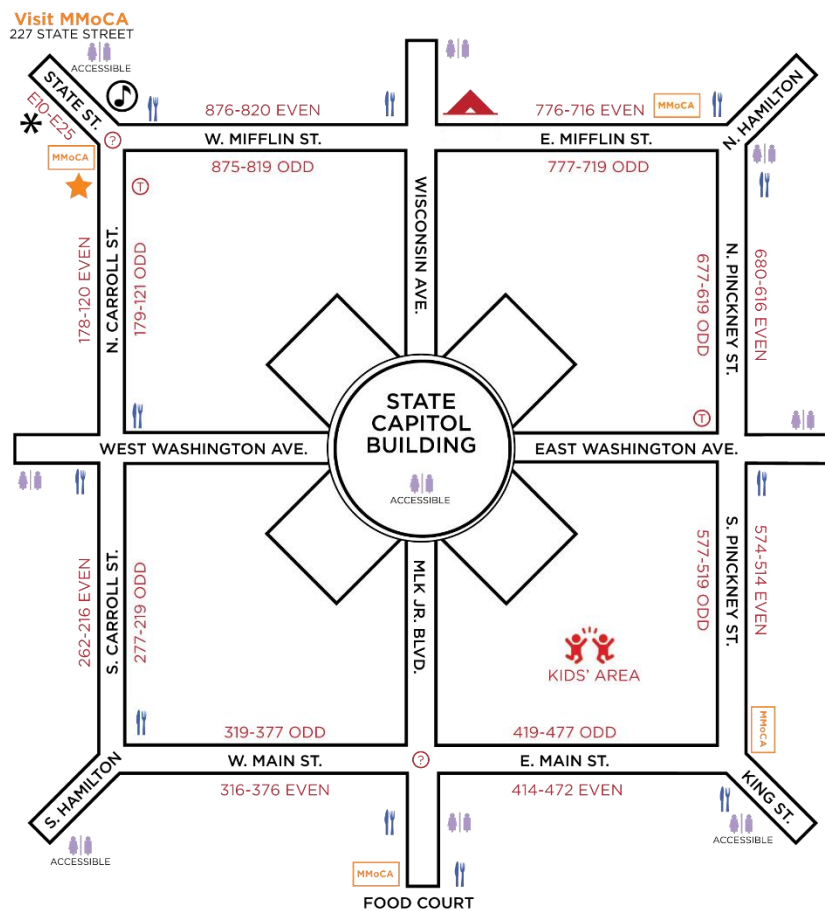 Visit MMoCA
227 STATE STREET
ACCESSIBLE
STATE ST.
E10-E25
*
?
MMoCA
876-820 EVEN
W. MIFFLIN ST.
875-819 ODD
776-716 EVEN
MMoCA
E. MIFFLIN ST.
777-719 ODD
N. HAMILTON
T
178-120 EVEN
N. CARROLL ST.
179-121 ODD
WISCONSIN AVE.
677-619 ODD
N. PINCKNEY ST.
680-616 EVEN
T
WEST WASHINGTON AVE.
STATE
CAPITOL
BUILDING
ACCESSIBLE
EAST WASHINGTON AVE.
262-216 EVEN
S. CARROLL ST.
277-219 ODD
MLK JR. BLVD.
577-519 ODD
S. PINCKNEY ST.
574-514 EVEN
KIDS' AREA
MMoCA
319-377 ODD
W. MAIN ST.
316-376 EVEN
?
419-477 ODD
E. MAIN ST.
414-472 EVEN
S. HAMILTON
ACCESSIBLE
KING ST.
ACCESSIBLE
MMoCA
FOOD COURT